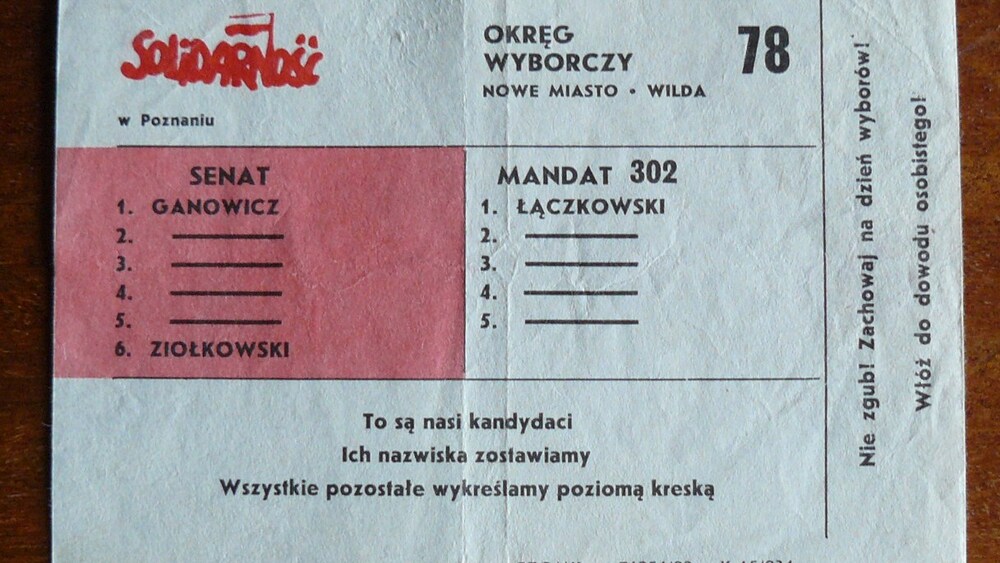 SOLIDARNOŚĆ
w Poznaniu
OKRĘG
WYBORCZY
78
NOWE MIASTO • WILDA
SENAT
1. GANOWICZ
2.
3.
4.
5.
6. ZIOŁKOWSKI
MANDAT 302
1. ŁĄCZKOWSKI
2.
3.
4.
5.
To są nasi kandydaci
Ich nazwiska zostawiamy
Wszystkie pozostałe wykreślamy poziomą kreską
Nie zgub! Zachowaj na dzień wyborów!
Włóż do dowodu osobistego!